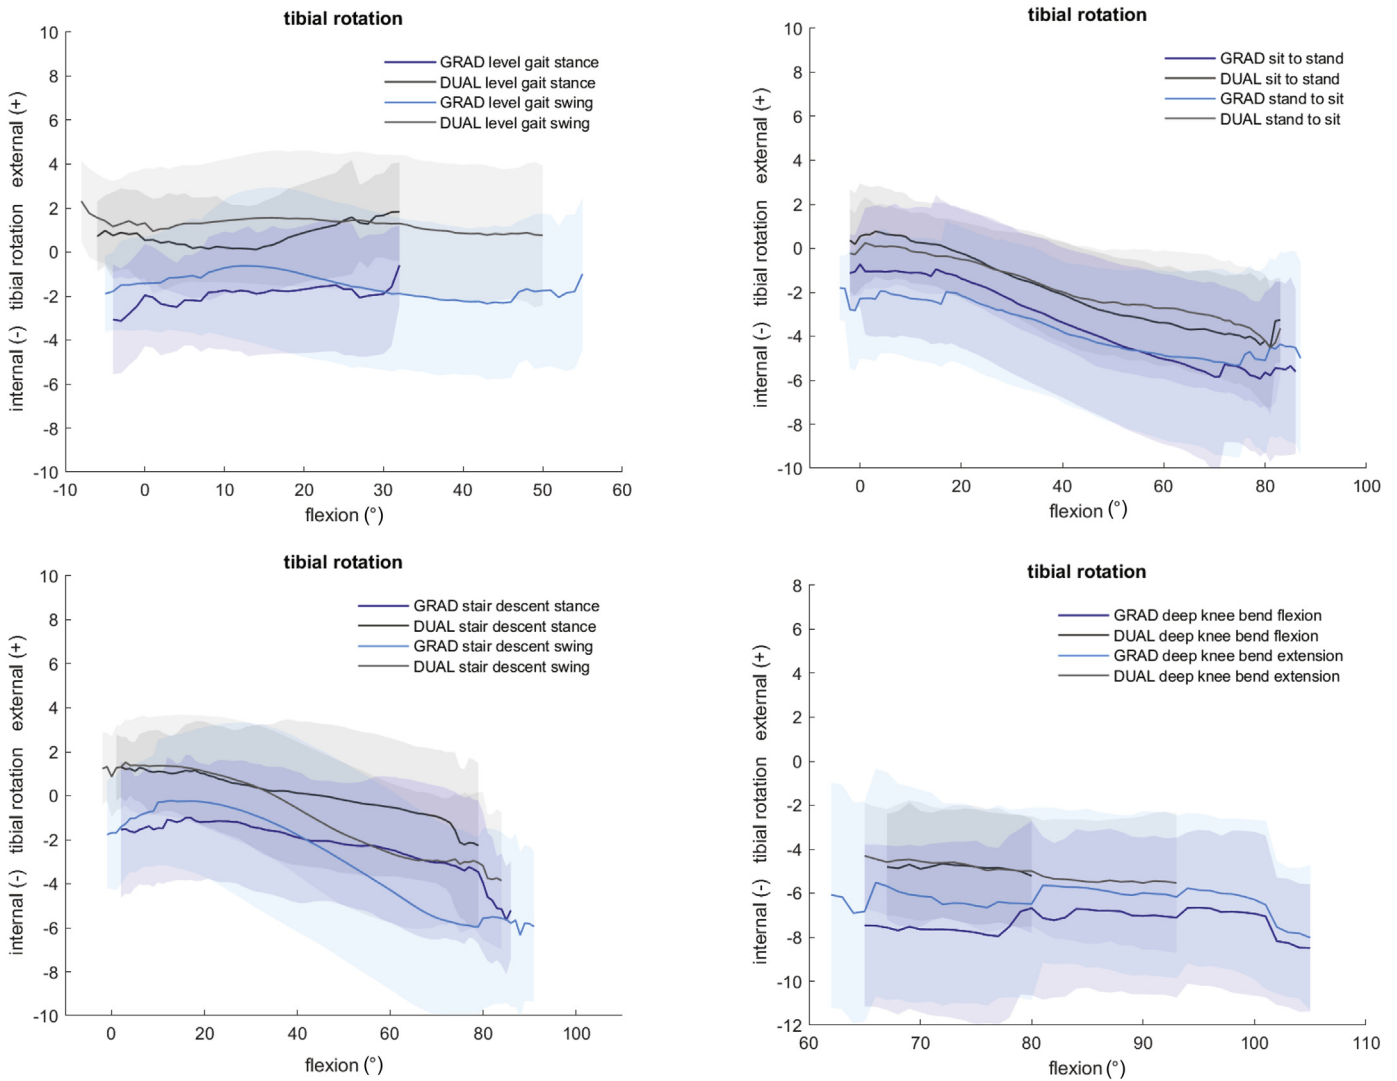 tibial rotation
10
8
6
4
2
0
-2
-4
-6
-8
-10
internal (-) tibial rotation external (+)
GRAD level gait stance
DUAL level gait stance
GRAD level gait swing
DUAL level gait swing
-10 0 10 20 30 40 50 60
flexion (°)
tibial rotation
10
8
6
4
2
0
-2
-4
-6
-8
-10
internal (-) tibial rotation external (+)
GRAD sit to stand
DUAL sit to stand
GRAD stand to sit
DUAL stand to sit
0 20 40 60 80 100
flexion (°)
tibial rotation
10
8
6
4
2
0
-2
-4
-6
-8
-10
internal (-) tibial rotation external (+)
GRAD stair descent stance
DUAL stair descent stance
GRAD stair descent swing
DUAL stair descent swing
0 20 40 60 80 100
flexion (°)
tibial rotation
8
6
4
2
0
-2
-4
-6
-8
-10
-12
internal (-) tibial rotation external (+)
GRAD deep knee bend flexion
DUAL deep knee bend flexion
GRAD deep knee bend extension
DUAL deep knee bend extension
60 70 80 90 100 110
flexion (°)